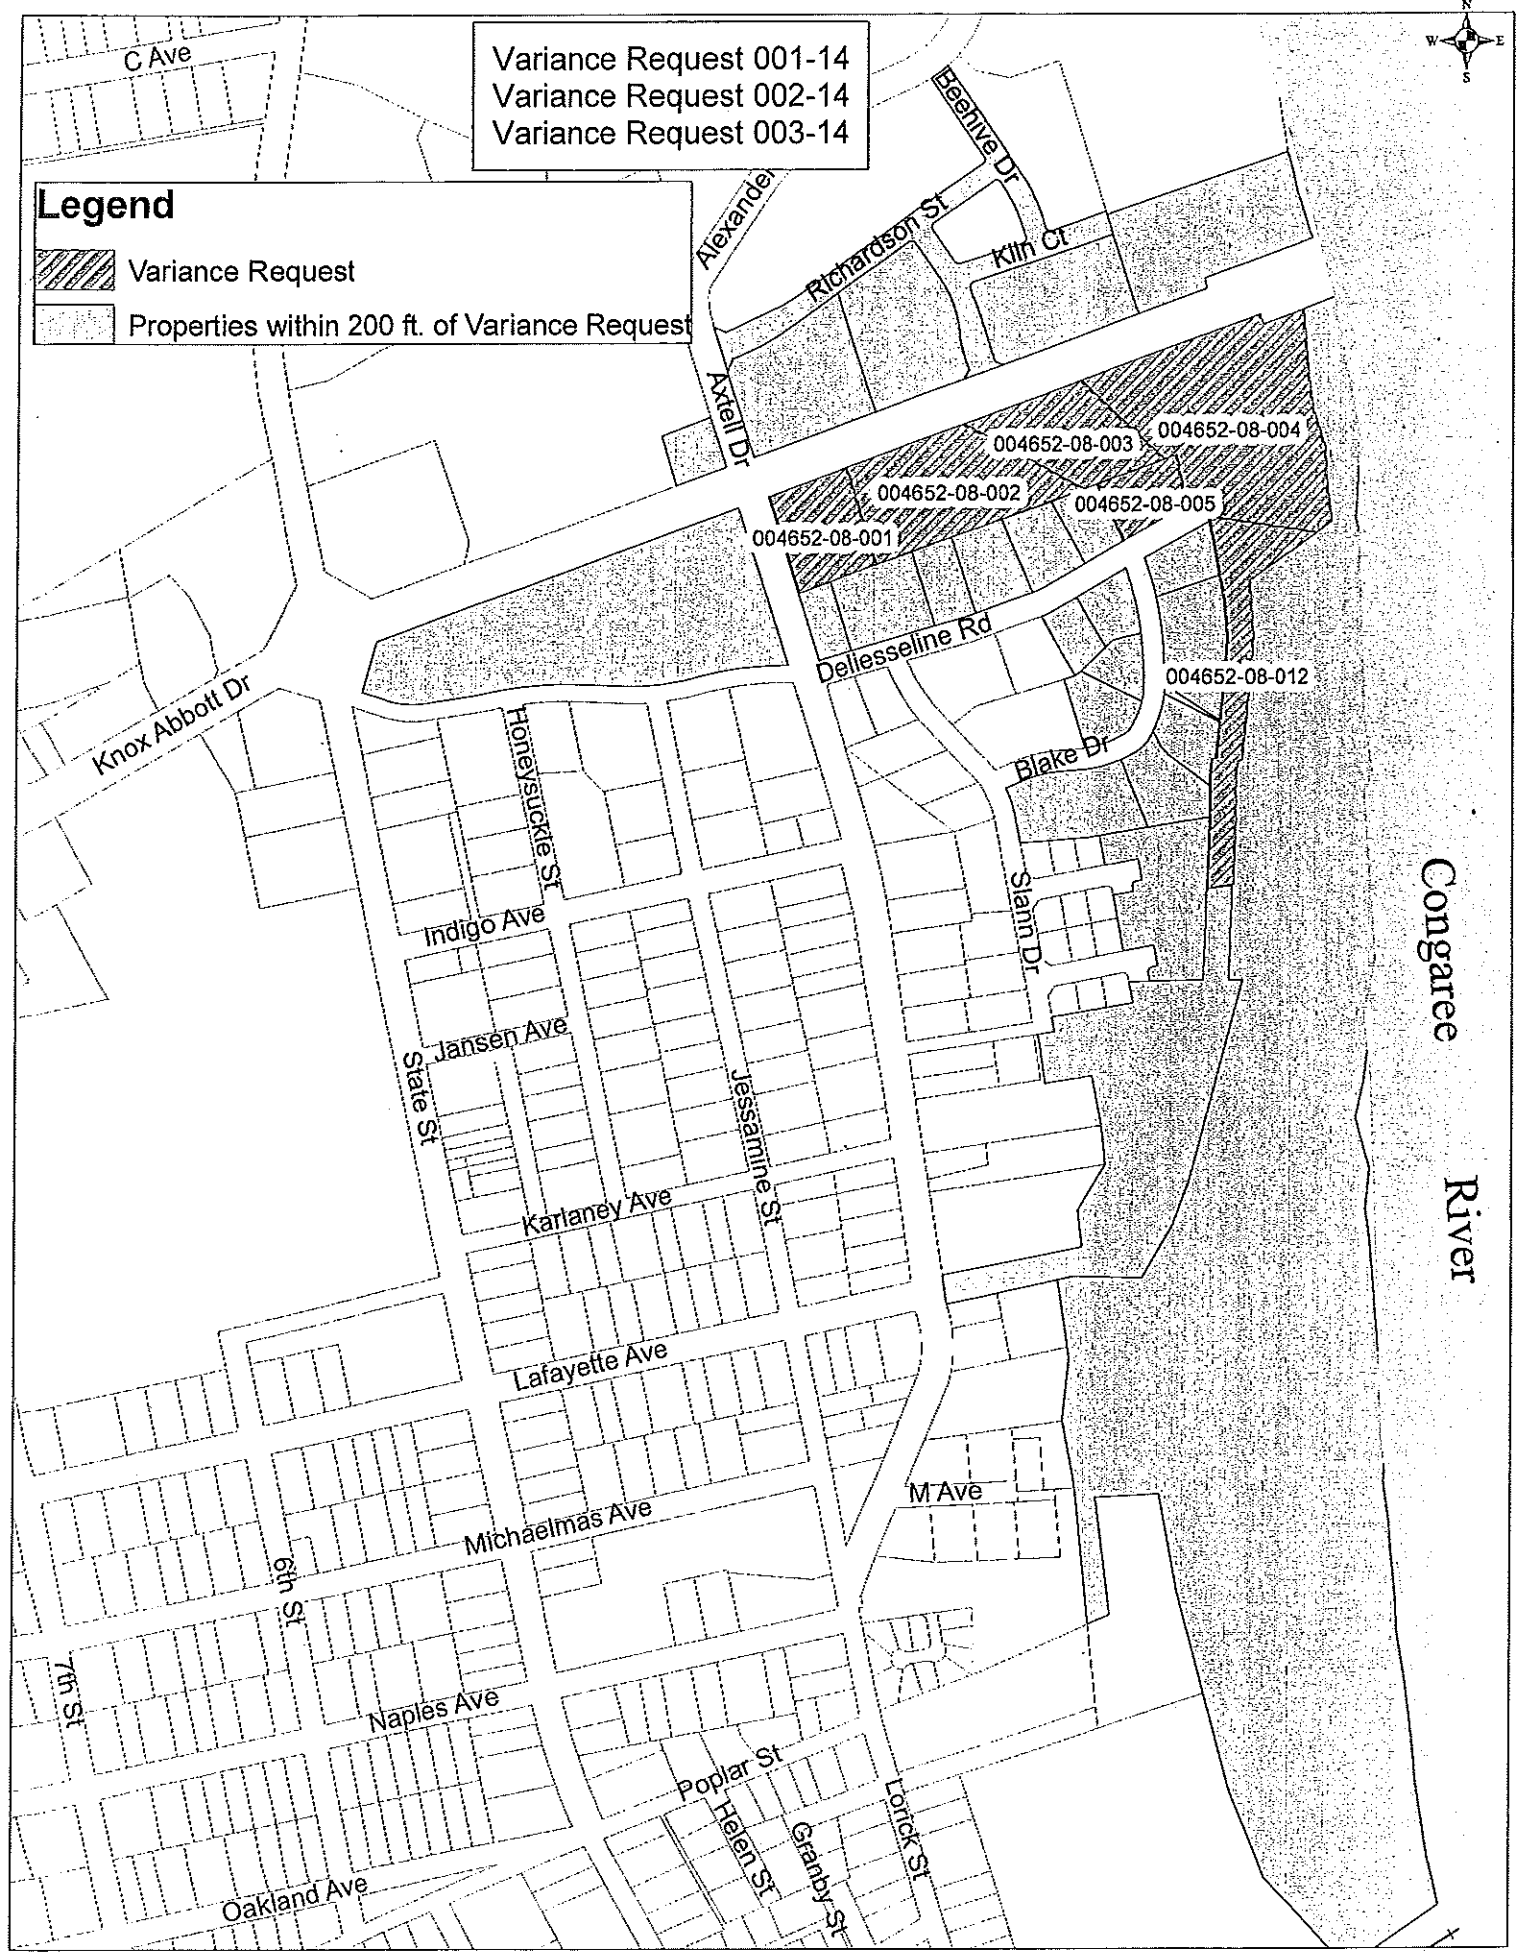 N
W E
S
C Ave
Variance Request 001-14
Variance Request 002-14
Variance Request 003-14
Beehive Dr
Legend
Variance Request
Properties within 200 ft. of Variance Request
Alexander
Richardson St
Kiln Ct
Axtell Dr
004652-08-003
004652-08-004
004652-08-002
004652-08-005
004652-08-001
Dellesseline Rd
004652-08-012
Knox Abbott Dr
Honeysuckle St
Blake Dr
Slann Dr
Congaree
River
Indigo Ave
Jansen Ave
State St
Jessamine St
Karlaney Ave
Lafayette Ave
M Ave
Michaelmas Ave
6th St
7th St
Naples Ave
Poplar St
Helen St
Granby St
Lorick St
Oakland Ave